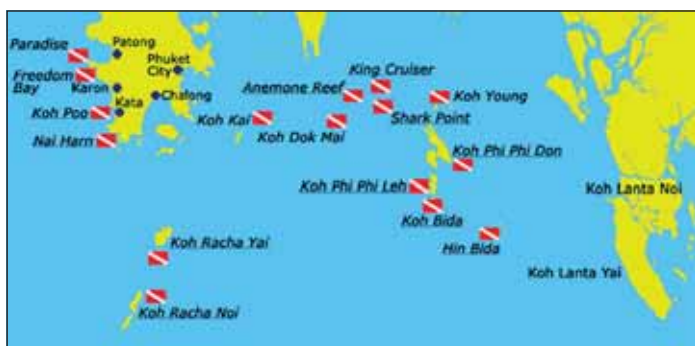 Paradise
Patong
Phuket
City
Freedom
Bay
Karon
Chalong
Koh Poo
Kata
Nai Harn
King Cruiser
Anemone Reef
Koh Young
Shark Point
Koh Kai
Koh Dok Mai
Koh Phi Phi Don
Koh Phi Phi Leh
Koh Lanta Noi
Koh Bida
Hin Bida
Koh Racha Yai
Koh Lanta Yai
Koh Racha Noi